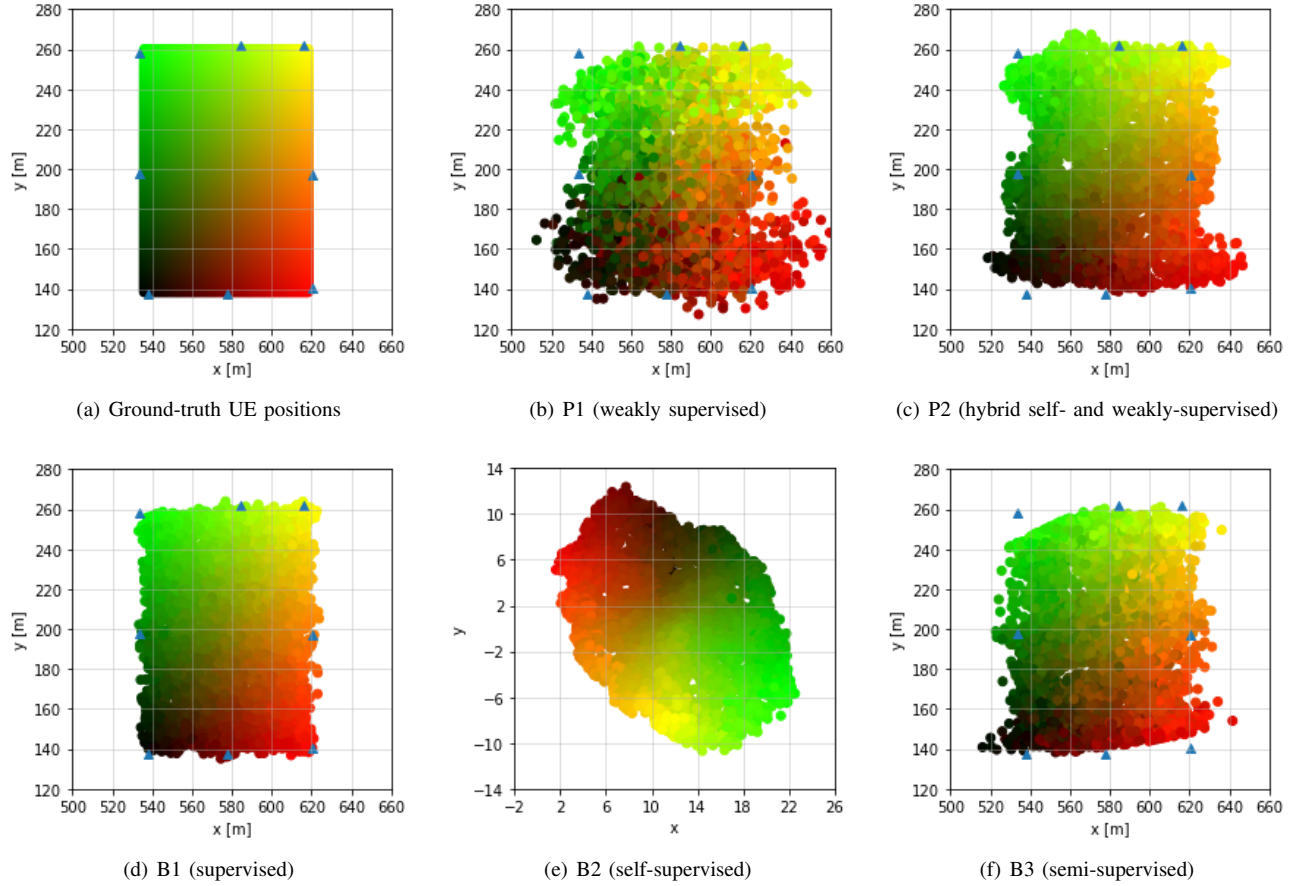 280
260
240
220
200
180
160
140
120
y [m]
500 520 540 560 580 600 620 640 660
x [m]
(a) Ground-truth UE positions
280
260
240
220
200
180
160
140
120
y [m]
500 520 540 560 580 600 620 640 660
x [m]
(b) P1 (weakly supervised)
280
260
240
220
200
180
160
140
120
y [m]
500 520 540 560 580 600 620 640 660
x [m]
(c) P2 (hybrid self- and weakly-supervised)
280
260
240
220
200
180
160
140
120
y [m]
500 520 540 560 580 600 620 640 660
x [m]
(d) B1 (supervised)
14
10
6
2
−2
−6
−10
−14
y
−2 2 6 10 14 18 22 26
x
(e) B2 (self-supervised)
280
260
240
220
200
180
160
140
120
y [m]
500 520 540 560 580 600 620 640 660
x [m]
(f) B3 (semi-supervised)